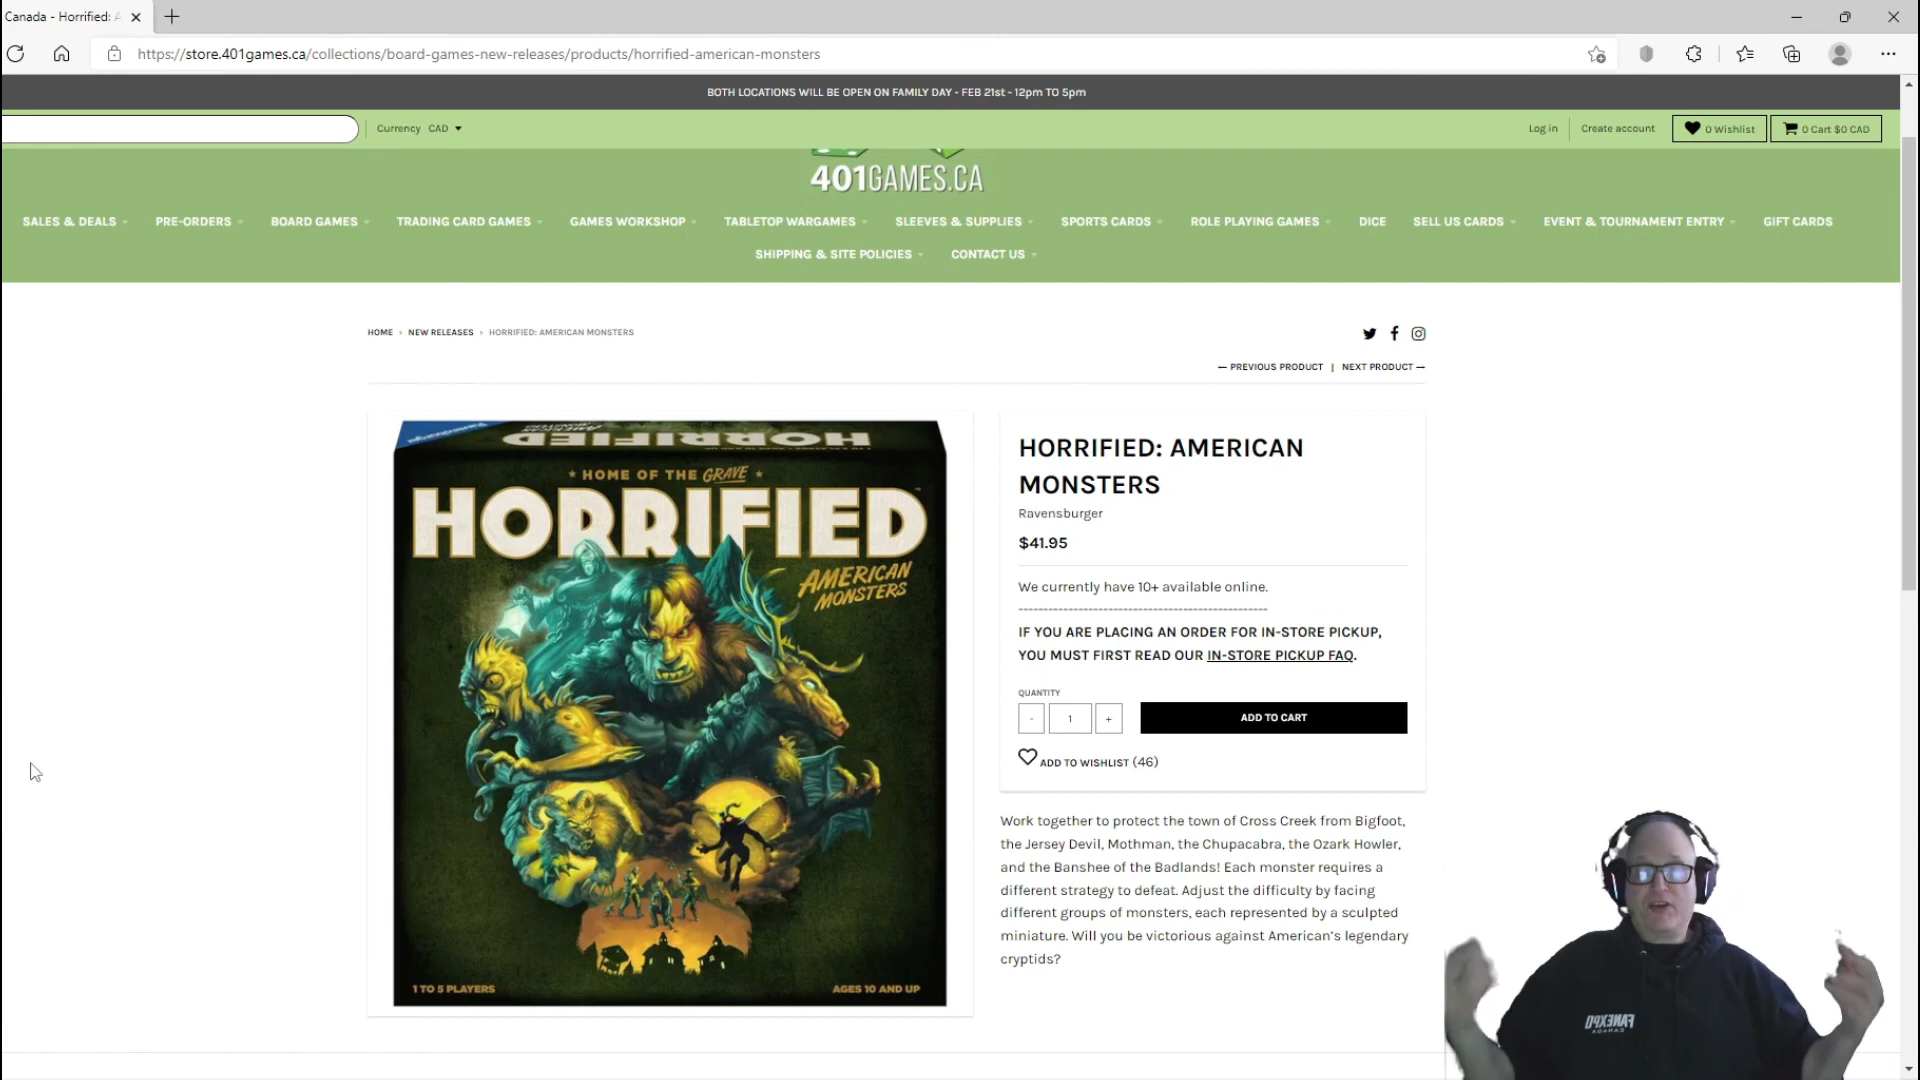 Canada - Horrified: A
https://store.401games.ca/collections/board-games-new-releases/products/horrified-american-monsters
BOTH LOCATIONS WILL BE OPEN ON FAMILY DAY - FEB 21st - 12pm TO 5pm
Currency CAD
Log in
Create account
0 Wishlist
0 Cart $0 CAD
401GAMES.CA
SALES & DEALS
PRE-ORDERS
BOARD GAMES
TRADING CARD GAMES
GAMES WORKSHOP
TABLETOP WARGAMES
SLEEVES & SUPPLIES
SPORTS CARDS
ROLE PLAYING GAMES
DICE
SELL US CARDS
EVENT & TOURNAMENT ENTRY
GIFT CARDS
SHIPPING & SITE POLICIES
CONTACT US
HOME › NEW RELEASES › HORRIFIED: AMERICAN MONSTERS
← PREVIOUS PRODUCT | NEXT PRODUCT →
Ravensburger
AMERICAN MONSTERS
HORRIFIED
HOME OF THE GRAVE
HORRIFIED
AMERICAN
MONSTERS
1 TO 5 PLAYERS
AGES 10 AND UP
HORRIFIED: AMERICAN
MONSTERS
Ravensburger
$41.95
We currently have 10+ available online.
--------------------------------------------------
IF YOU ARE PLACING AN ORDER FOR IN-STORE PICKUP,
YOU MUST FIRST READ OUR IN-STORE PICKUP FAQ.
QUANTITY
- 1 +
ADD TO CART
ADD TO WISHLIST (46)
Work together to protect the town of Cross Creek from Bigfoot,
the Jersey Devil, Mothman, the Chupacabra, the Ozark Howler,
and the Banshee of the Badlands! Each monster requires a
different strategy to defeat. Adjust the difficulty by facing
different groups of monsters, each represented by a sculpted
miniature. Will you be victorious against American's legendary
cryptids?
FANEXPO
CANADA